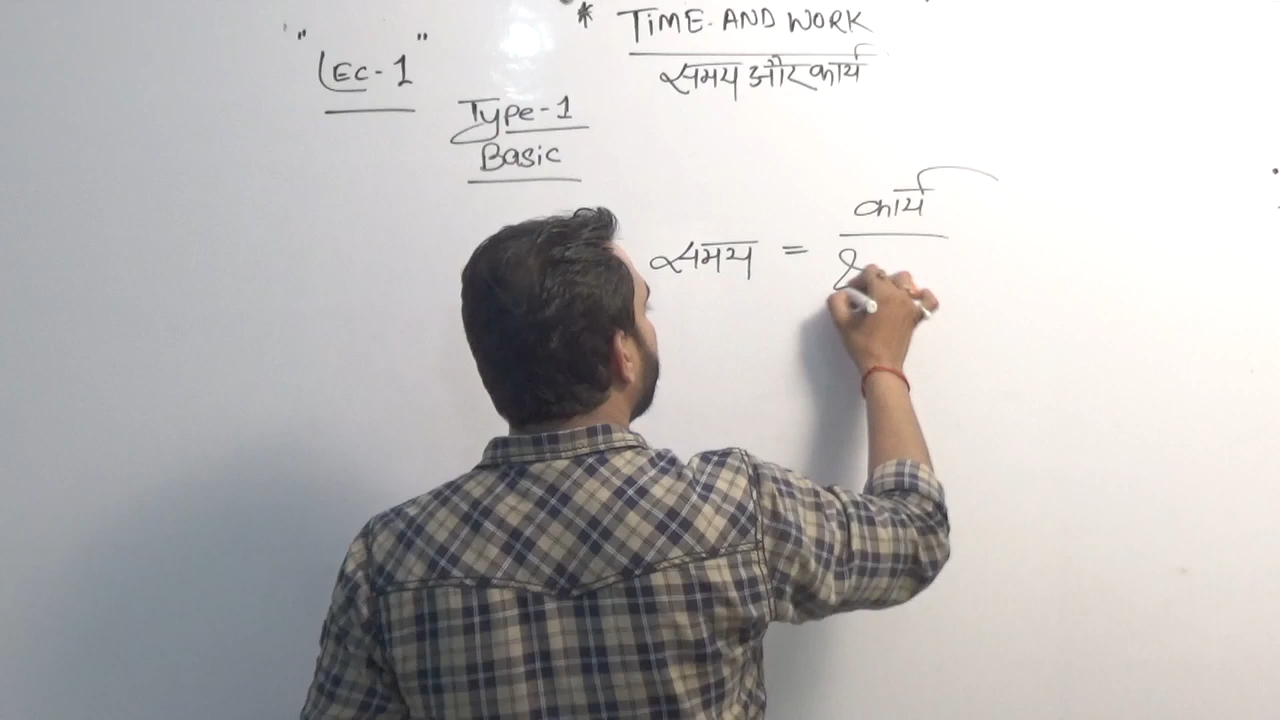 * TIME AND WORK
समय और कार्य
" LEC-1 "
Type-1
Basic
समय = कार्य